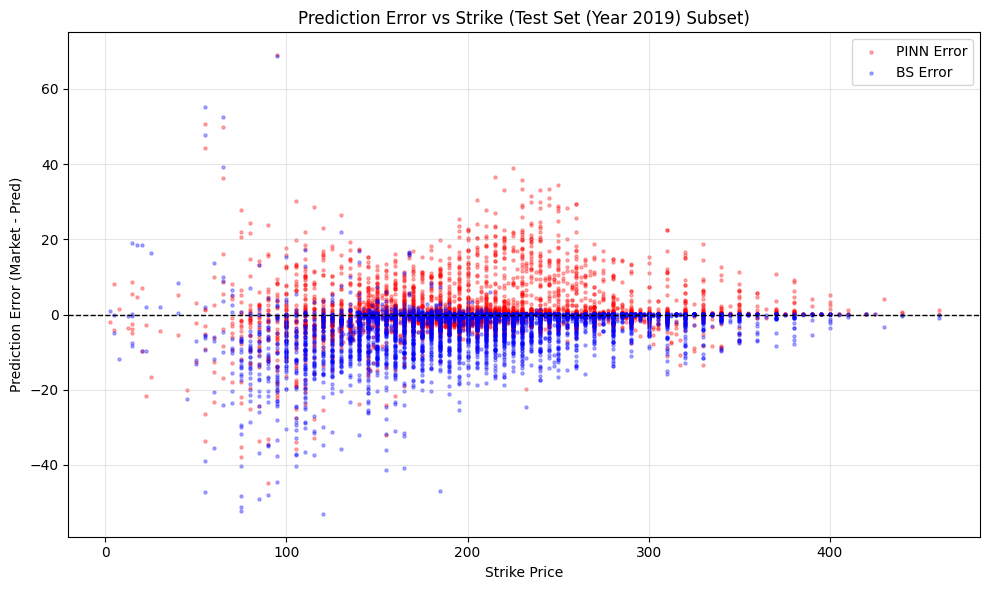 Prediction Error vs Strike (Test Set (Year 2019) Subset)
PINN Error
BS Error
Prediction Error (Market - Pred)
60
40
20
0
−20
−40
0 100 200 300 400
Strike Price